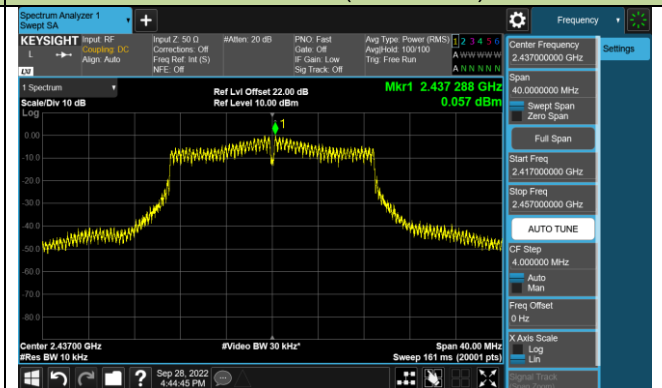 Spectrum Analyzer 1
Swept SA
+
Frequency
KEYSIGHT
L
LXI
Input: RF
Coupling: DC
Align: Auto
Input Z: 50 Ω
Corrections: Off
Freq Ref: Int (S)
NFE: Off
#Atten: 20 dB
PNO: Fast
Gate: Off
IF Gain: Low
Sig Track: Off
Avg Type: Power (RMS)
Avg|Hold: 100/100
Trig: Free Run
1 2 3 4 5 6
A W W W W W
A N N N N N
1 Spectrum
Scale/Div 10 dB
Log
Ref Lvl Offset 22.00 dB
Ref Level 10.00 dBm
Mkr1 2.437 288 GHz
0.057 dBm
1
0.00
-10.0
-20.0
-30.0
-40.0
-50.0
-60.0
-70.0
-80.0
Center 2.43700 GHz
#Res BW 10 kHz
#Video BW 30 kHz*
Span 40.00 MHz
Sweep 161 ms (20001 pts)
?
Sep 28, 2022
4:44:45 PM
Center Frequency
2.437000000 GHz
Settings
Span
40.0000000 MHz
Swept Span
Zero Span
Full Span
Start Freq
2.417000000 GHz
Stop Freq
2.457000000 GHz
AUTO TUNE
CF Step
4.000000 MHz
Auto
Man
Freq Offset
0 Hz
X Axis Scale
Log
Lin
Signal Track